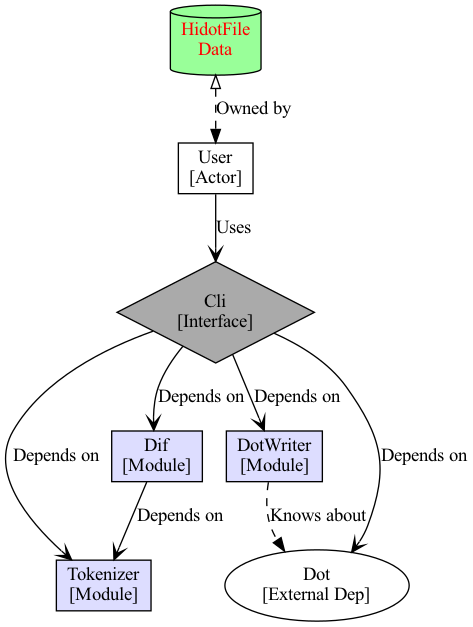 HidotFile
Data
Owned by
User
[Actor]
Uses
Cli
[Interface]
Depends on
Depends on
Dif
[Module]
DotWriter
[Module]
Depends on
Depends on
Depends on
Knows about
Tokenizer
[Module]
Dot
[External Dep]